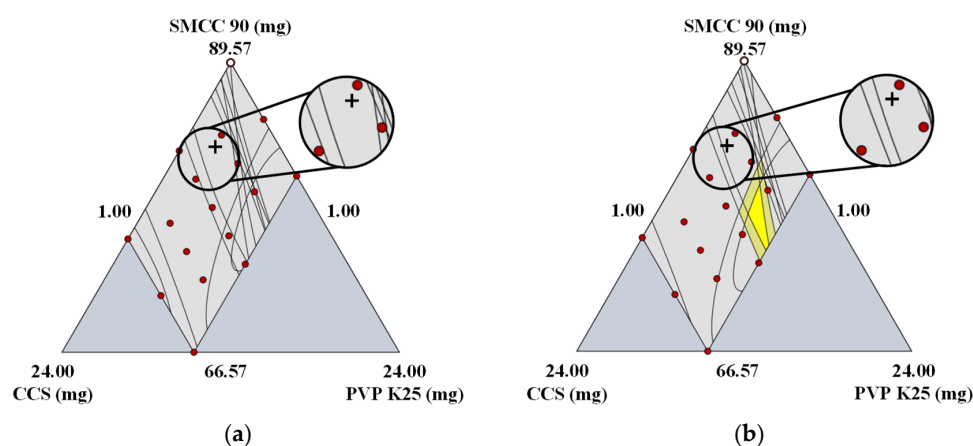 SMCC 90 (mg)
89.57
1.00
1.00
24.00
66.57
24.00
CCS (mg)
PVP K25 (mg)
(a)
SMCC 90 (mg)
89.57
1.00
1.00
24.00
66.57
24.00
CCS (mg)
PVP K25 (mg)
(b)